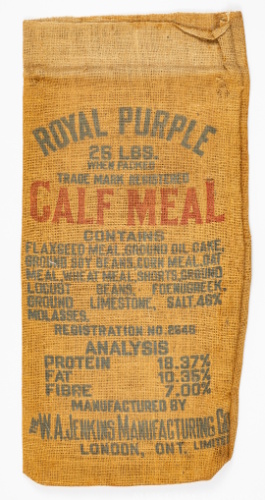 ROYAL PURPLE
25 LBS.
WHEN PACKED
TRADE MARK REGISTERED
CALF MEAL
CONTAINS
FLAXSEED MEAL, GROUND OIL CAKE,
GROUND SOY BEANS, CORN MEAL, OAT
MEAL, WHEAT MEAL, SHORTS, GROUND
LOCUST BEANS, FOENUGREEK,
GROUND LIMESTONE, SALT, 48%
MOLASSES.
REGISTRATION NO. 2645
ANALYSIS
PROTEIN 18.37%
FAT 10.35%
FIBRE 7.00%
MANUFACTURED BY
THE W.A. JENKINS MANUFACTURING CO.
LONDON, ONT. LIMITED